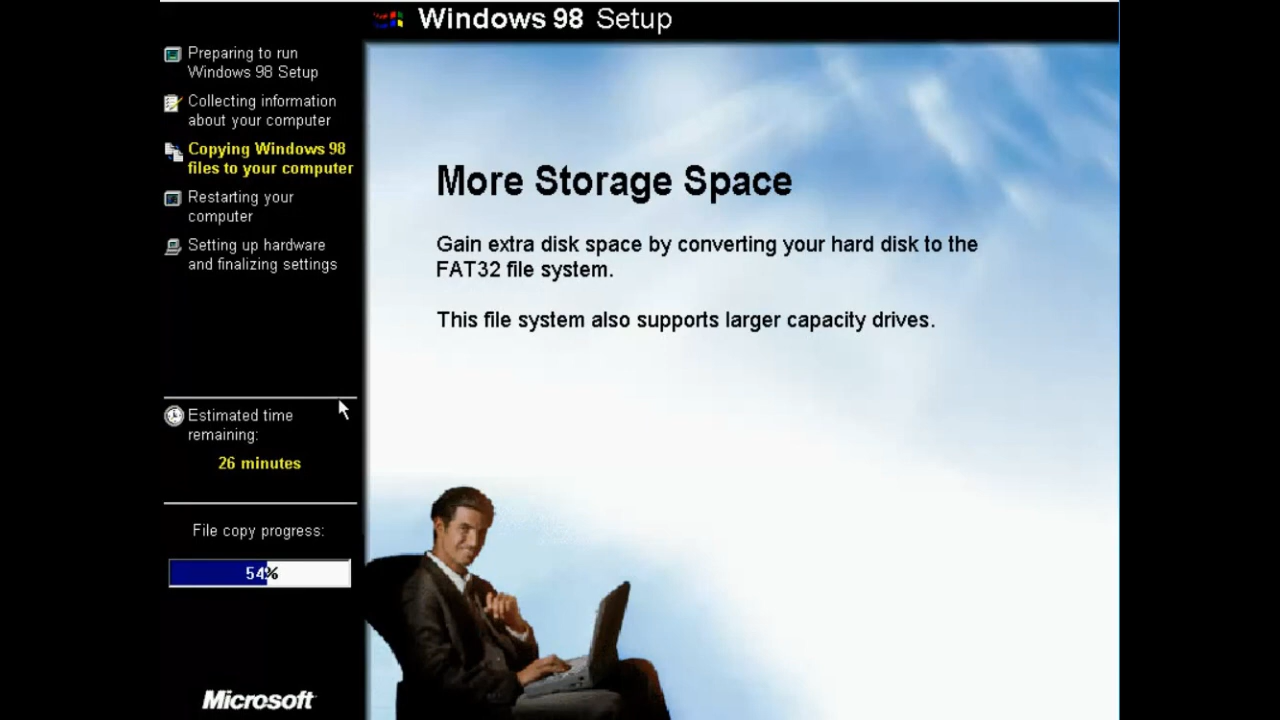 Windows 98 Setup
Preparing to run
Windows 98 Setup
Collecting information
about your computer
Copying Windows 98
files to your computer
Restarting your
computer
Setting up hardware
and finalizing settings
Estimated time
remaining:
26 minutes
File copy progress:
54%
Microsoft
More Storage Space
Gain extra disk space by converting your hard disk to the
FAT32 file system.
This file system also supports larger capacity drives.